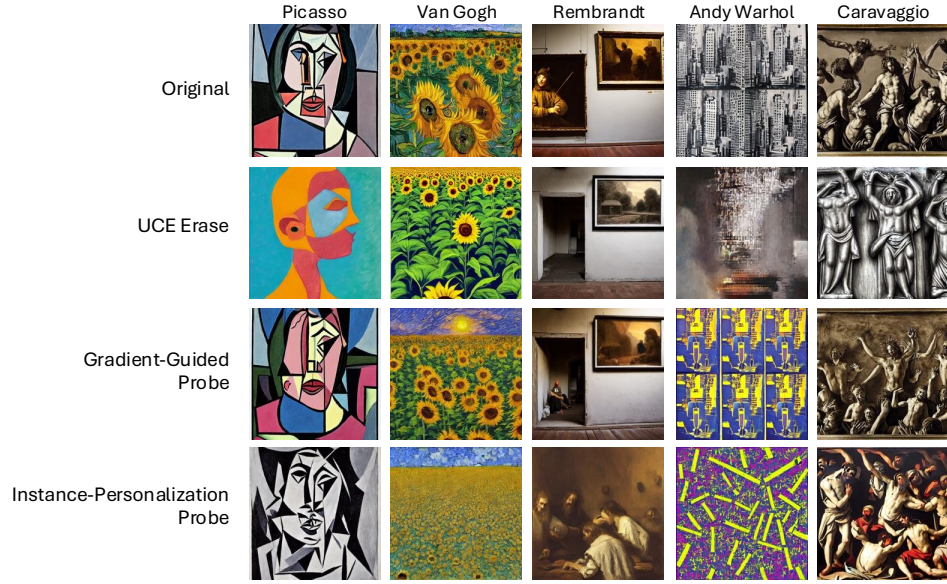 Picasso
Van Gogh
Rembrandt
Andy Warhol
Caravaggio
Original
UCE Erase
Gradient-Guided
Probe
Instance-Personalization
Probe